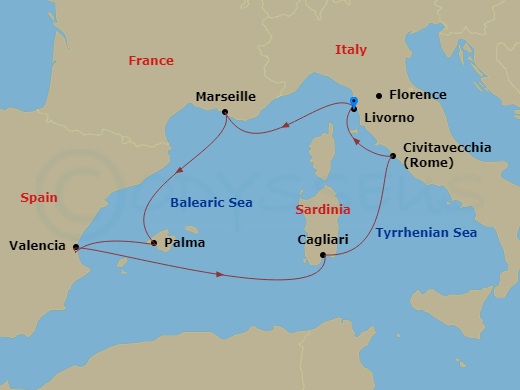 Italy
France
Marseille
Florence
Livorno
Civitavecchia
(Rome)
Spain
Balearic Sea
Sardinia
Tyrrhenian Sea
Valencia
Palma
Cagliari
© ODYSSEUS